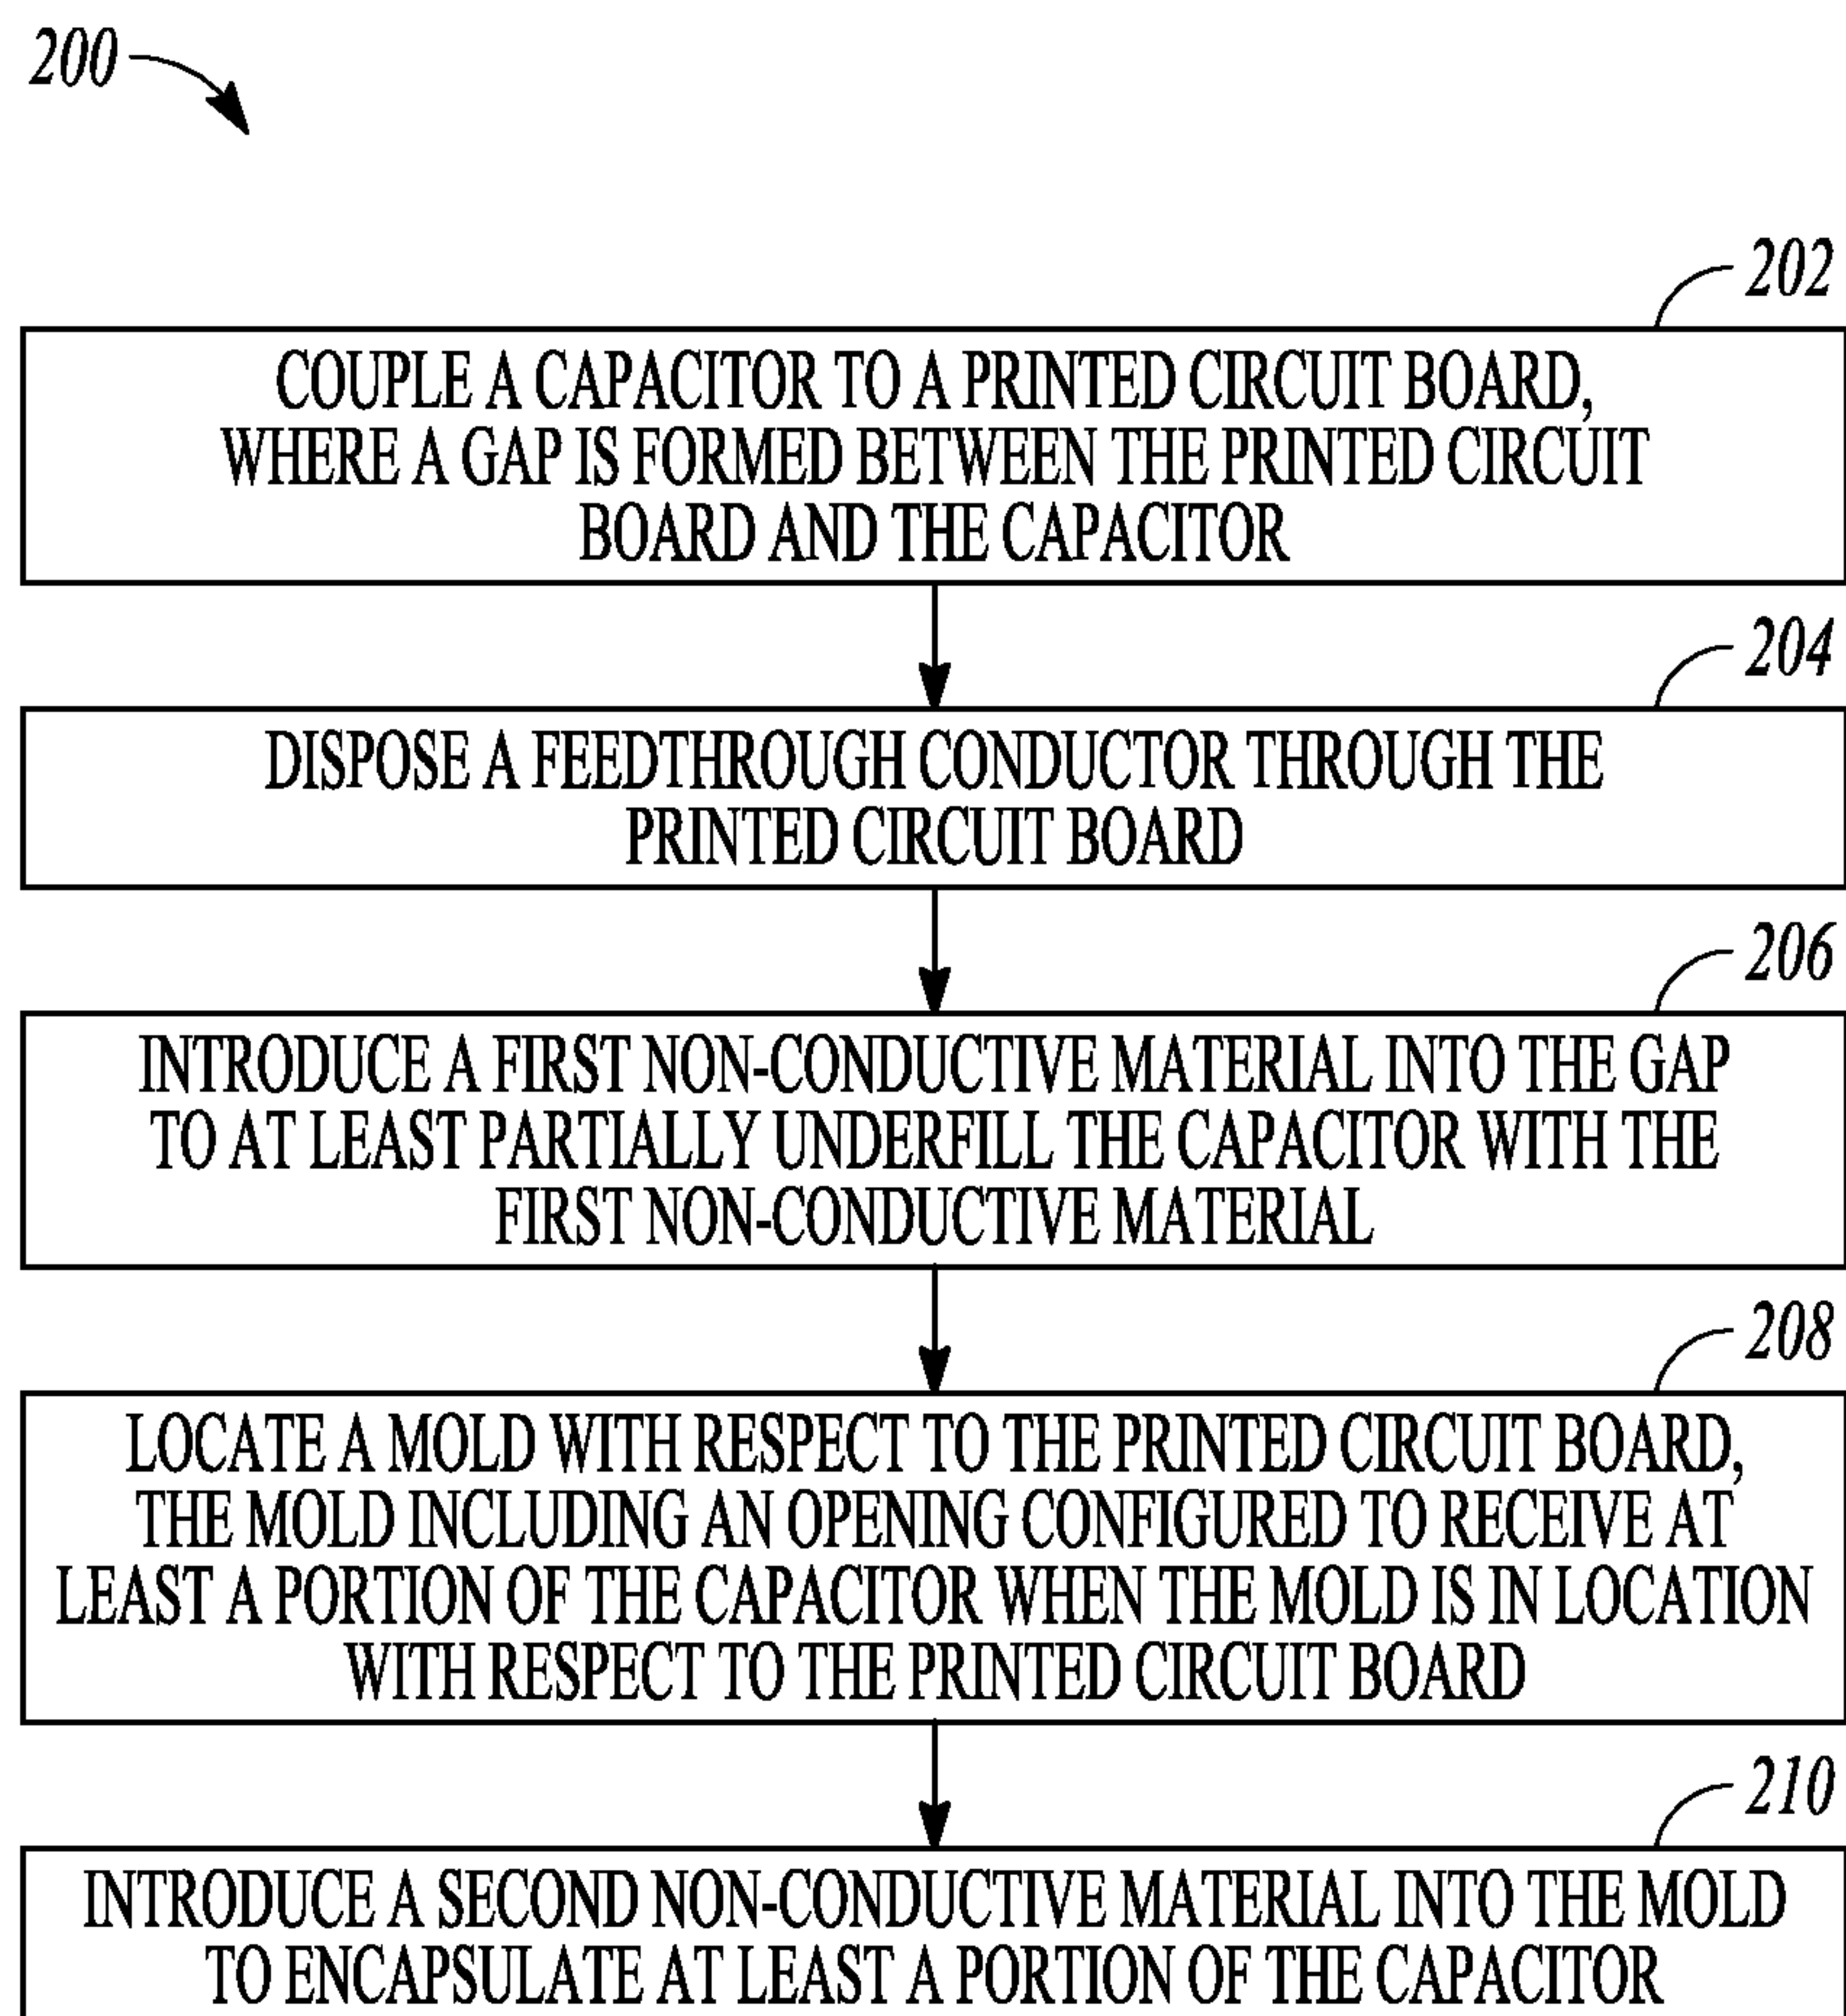 200
202
COUPLE A CAPACITOR TO A PRINTED CIRCUIT BOARD,
WHERE A GAP IS FORMED BETWEEN THE PRINTED CIRCUIT
BOARD AND THE CAPACITOR
204
DISPOSE A FEEDTHROUGH CONDUCTOR THROUGH THE
PRINTED CIRCUIT BOARD
206
INTRODUCE A FIRST NON-CONDUCTIVE MATERIAL INTO THE GAP
TO AT LEAST PARTIALLY UNDERFILL THE CAPACITOR WITH THE
FIRST NON-CONDUCTIVE MATERIAL
208
LOCATE A MOLD WITH RESPECT TO THE PRINTED CIRCUIT BOARD,
THE MOLD INCLUDING AN OPENING CONFIGURED TO RECEIVE AT
LEAST A PORTION OF THE CAPACITOR WHEN THE MOLD IS IN LOCATION
WITH RESPECT TO THE PRINTED CIRCUIT BOARD
210
INTRODUCE A SECOND NON-CONDUCTIVE MATERIAL INTO THE MOLD
TO ENCAPSULATE AT LEAST A PORTION OF THE CAPACITOR